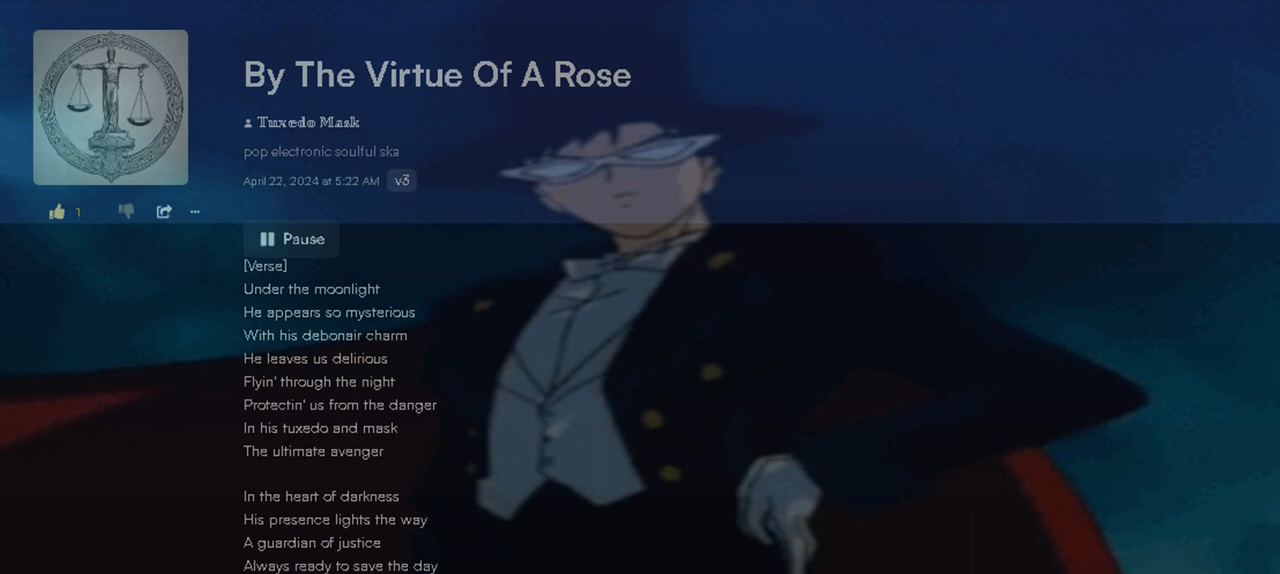 By The Virtue Of A Rose
Tuxedo Mask
pop electronic soulful ska
April 22, 2024 at 5:22 AM v3
1
Pause
[Verse]
Under the moonlight
He appears so mysterious
With his debonair charm
He leaves us delirious
Flyin' through the night
Protectin' us from the danger
In his tuxedo and mask
The ultimate avenger
In the heart of darkness
His presence lights the way
A guardian of justice
Always ready to save the day